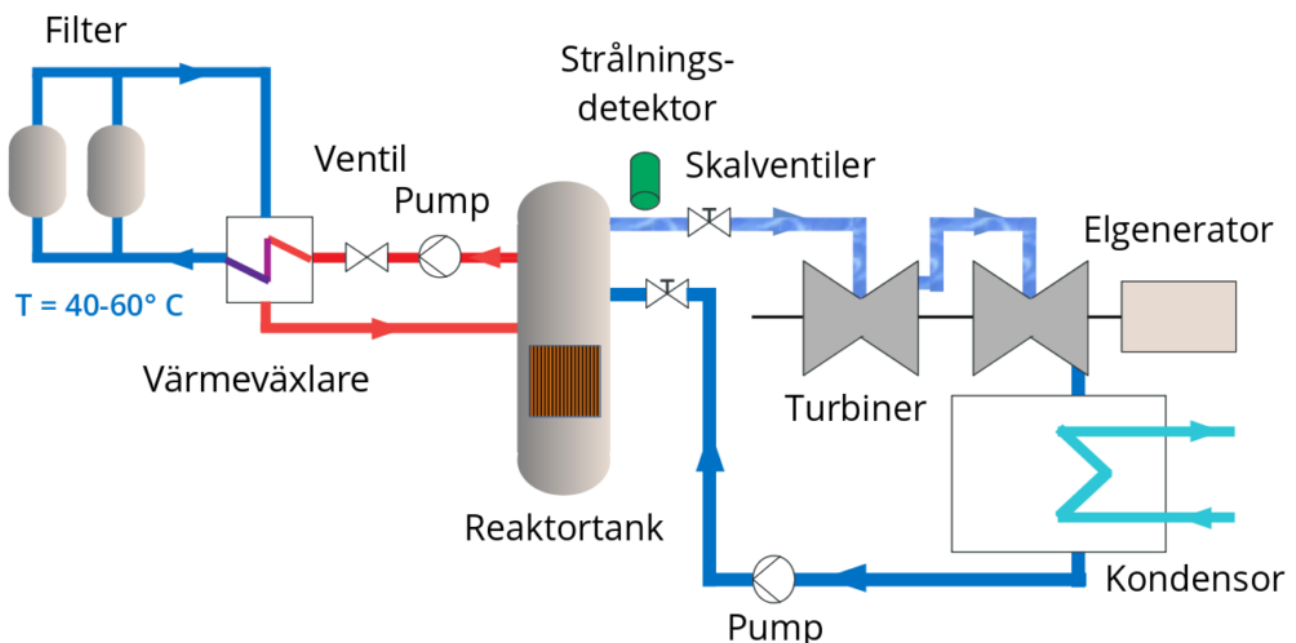 Filter
Strålnings-
detektor
Ventil
Skalventiler
Pump
Elgenerator
T = 40-60° C
Värmeväxlare
Turbiner
Reaktortank
Kondensor
Pump